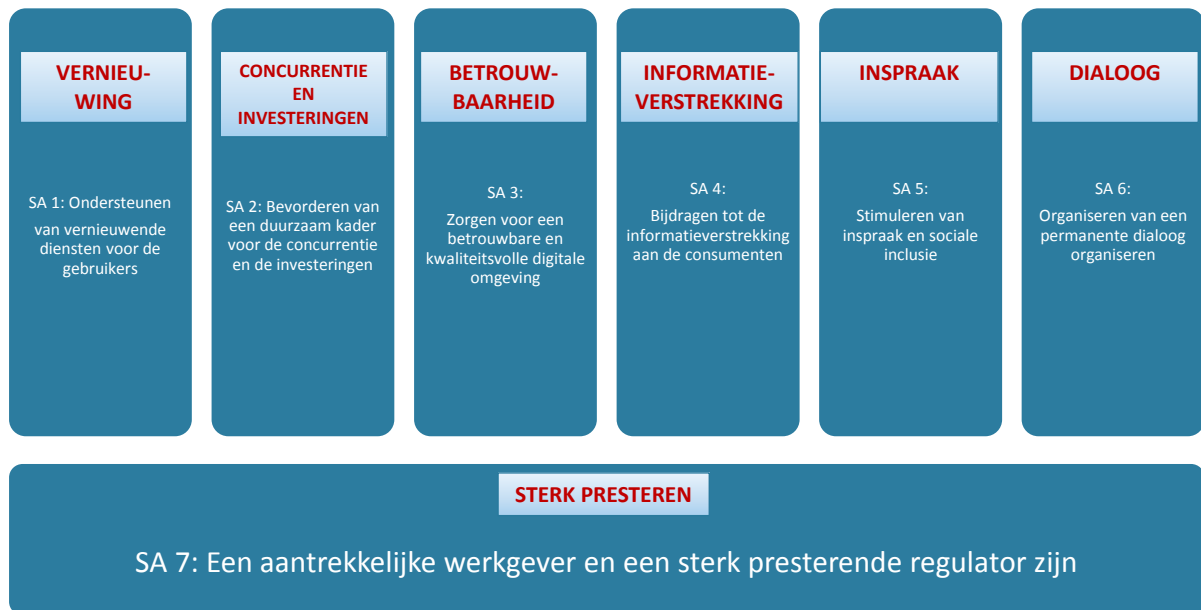 VERNIEU-
WING
SA 1: Ondersteunen
van vernieuwende
diensten voor de
gebruikers
CONCURRENTIE
EN
INVESTERINGEN
SA 2: Bevorderen van
een duurzaam kader
voor de concurrentie
en de investeringen
BETROUW-
BAARHEID
SA 3:
Zorgen voor een
betrouwbare en
kwaliteitsvolle digitale
omgeving
INFORMATIE-
VERSTREKKING
SA 4:
Bijdragen tot de
informatieverstrekking
aan de consumenten
INSPRAAK
SA 5:
Stimuleren van
inspraak en sociale
inclusie
DIALOOG
SA 6:
Organiseren van een
permanente dialoog
organiseren
STERK PRESTEREN
SA 7: Een aantrekkelijke werkgever en een sterk presterende regulator zijn